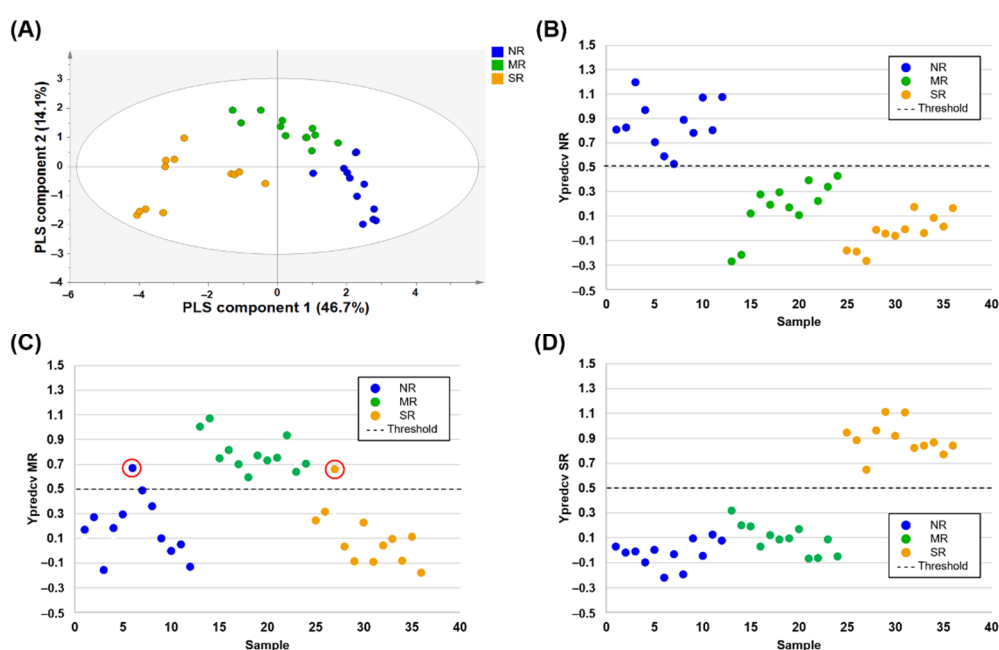 (A)
NR
MR
SR
PLS component 2 (14.1%)
3
2
1
0
−1
−2
−3
−4
−6
−4
−2
0
2
4
PLS component 1 (46.7%)
(B)
1.5
1.3
1.1
0.9
0.7
0.5
0.3
0.1
−0.1
−0.3
−0.5
0
5
10
15
20
25
30
35
40
Ypredcv NR
Sample
NR
MR
SR
Threshold
(C)
1.5
1.3
1.1
0.9
0.7
0.5
0.3
0.1
−0.1
−0.3
−0.5
0
5
10
15
20
25
30
35
40
Ypredcv MR
Sample
NR
MR
SR
Threshold
(D)
1.5
1.3
1.1
0.9
0.7
0.5
0.3
0.1
−0.1
−0.3
−0.5
0
5
10
15
20
25
30
35
40
Ypredcv SR
Sample
NR
MR
SR
Threshold